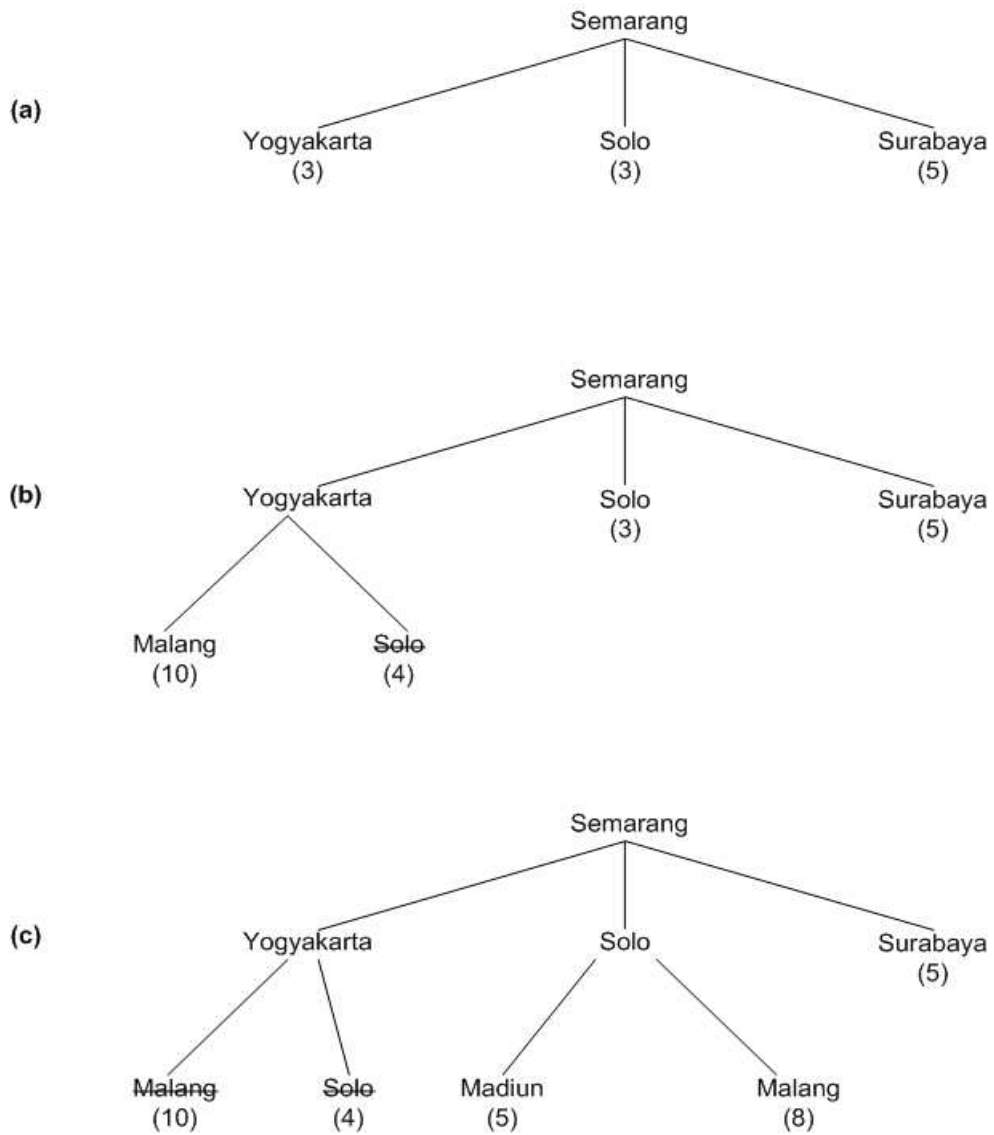 Semarang
(a)
Yogyakarta Solo Surabaya
(3) (3) (5)
Semarang
(b) Yogyakarta Solo Surabaya
(3) (5)
Malang Solo
(10) (4)
Semarang
(c) Yogyakarta Solo Surabaya
(5)
Malang Solo Madiun Malang
(10) (4) (5) (8)